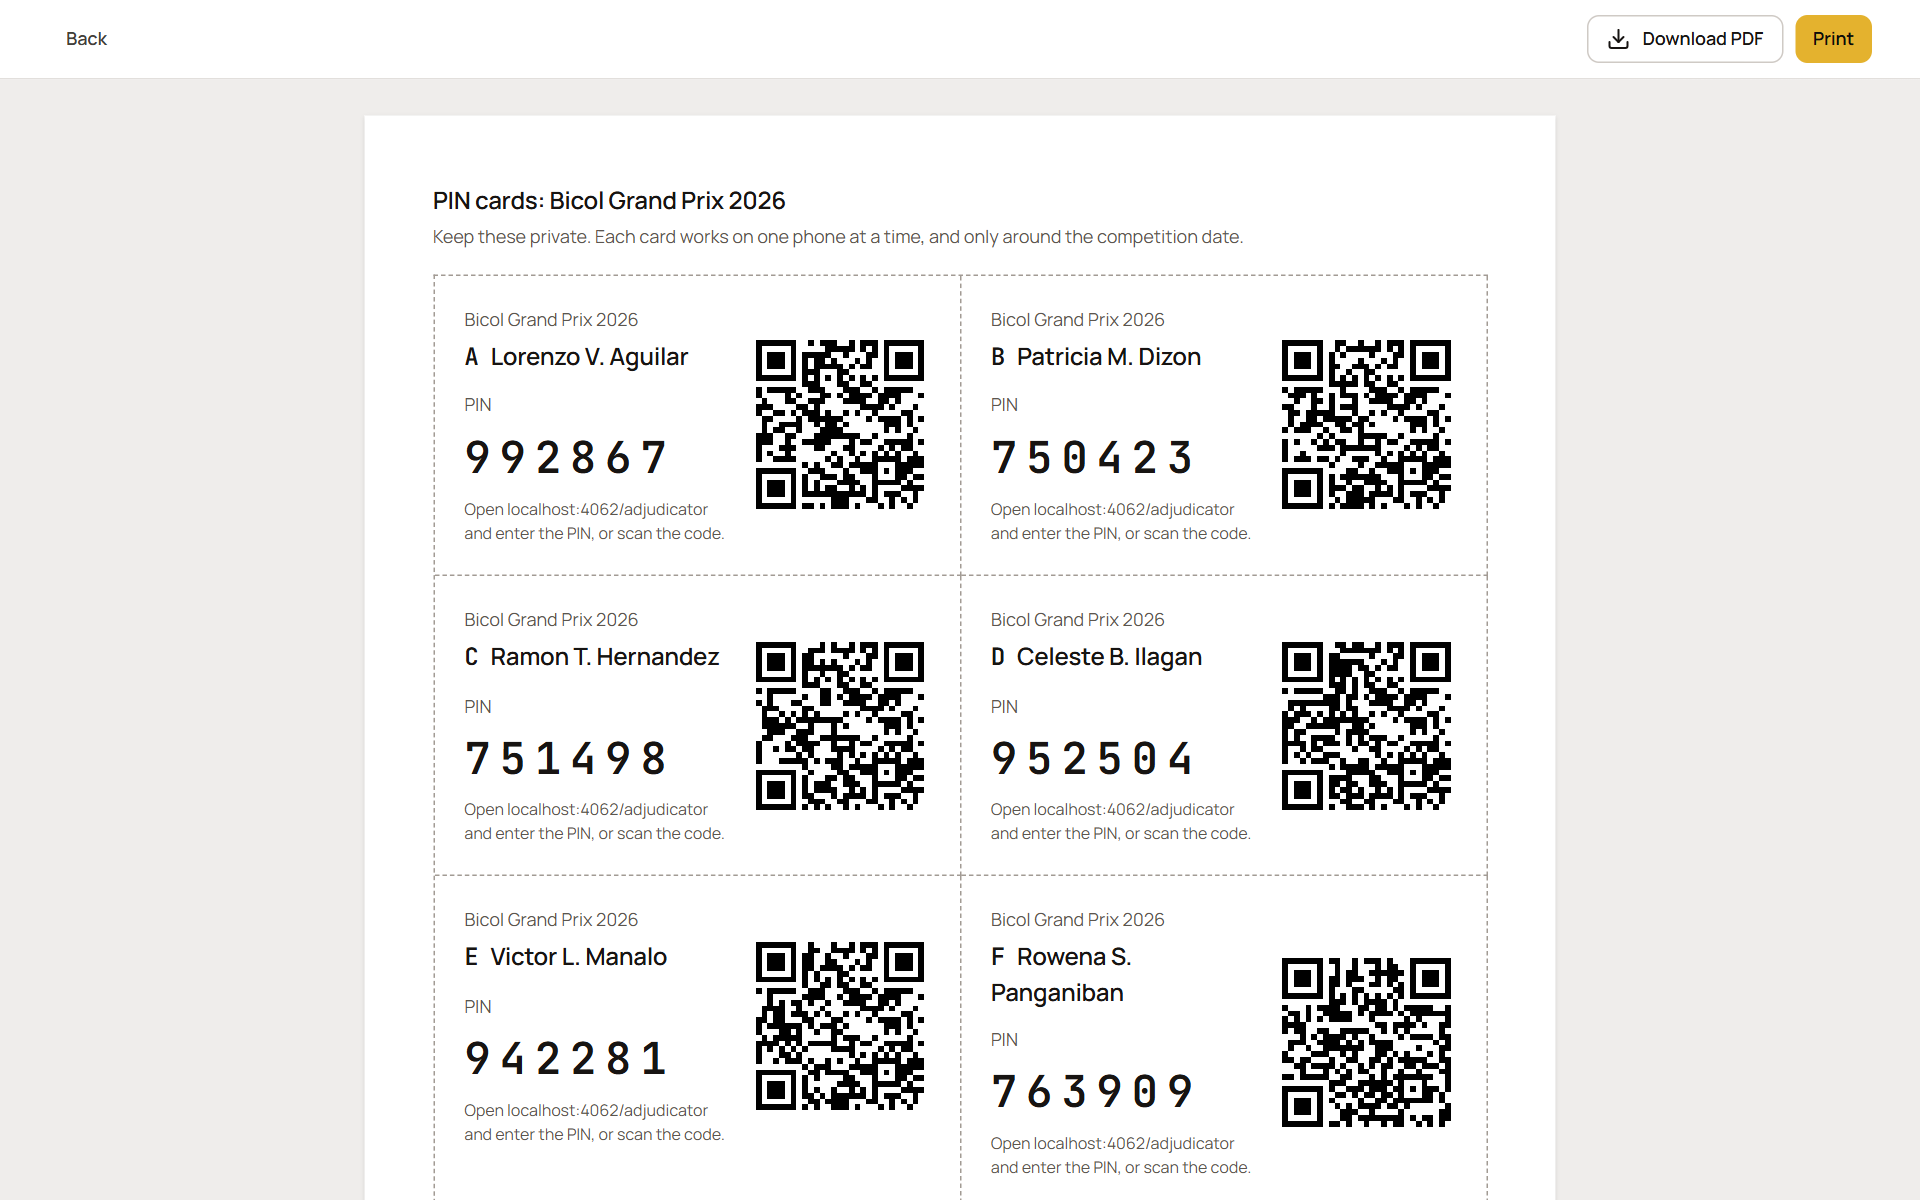 Back
Download PDF
Print
PIN cards: Bicol Grand Prix 2026
Keep these private. Each card works on one phone at a time, and only around the competition date.
Bicol Grand Prix 2026
A Lorenzo V. Aguilar
PIN
992867
Open localhost:4062/adjudicator
and enter the PIN, or scan the code.
Bicol Grand Prix 2026
B Patricia M. Dizon
PIN
750423
Open localhost:4062/adjudicator
and enter the PIN, or scan the code.
Bicol Grand Prix 2026
C Ramon T. Hernandez
PIN
751498
Open localhost:4062/adjudicator
and enter the PIN, or scan the code.
Bicol Grand Prix 2026
D Celeste B. Ilagan
PIN
952504
Open localhost:4062/adjudicator
and enter the PIN, or scan the code.
Bicol Grand Prix 2026
E Victor L. Manalo
PIN
942281
Open localhost:4062/adjudicator
and enter the PIN, or scan the code.
Bicol Grand Prix 2026
F Rowena S.
Panganiban
PIN
763909
Open localhost:4062/adjudicator
and enter the PIN, or scan the code.